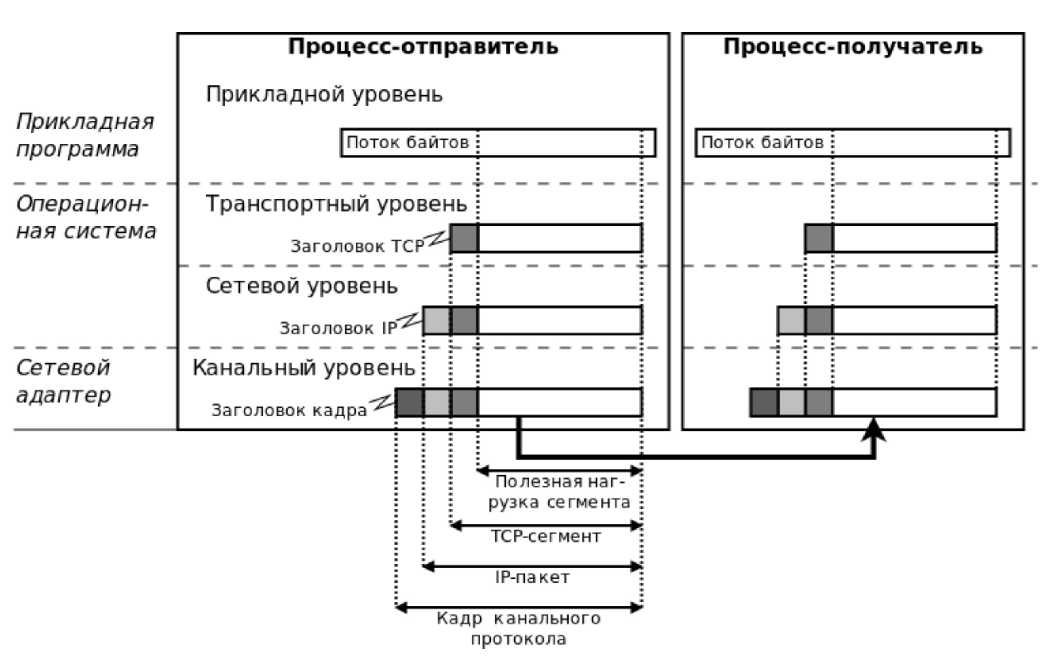 Процесс-отправитель
Процесс-получатель
Прикладной уровень
Прикладная
программа
Поток байтов
Поток байтов
Операцион-
ная система
Транспортный уровень
Заголовок TCP
Сетевой уровень
Заголовок IP
Сетевой
адаптер
Канальный уровень
Заголовок кадра
Полезная наг-
рузка сегмента
TCP-сегмент
IP-пакет
Кадр канального
протокола